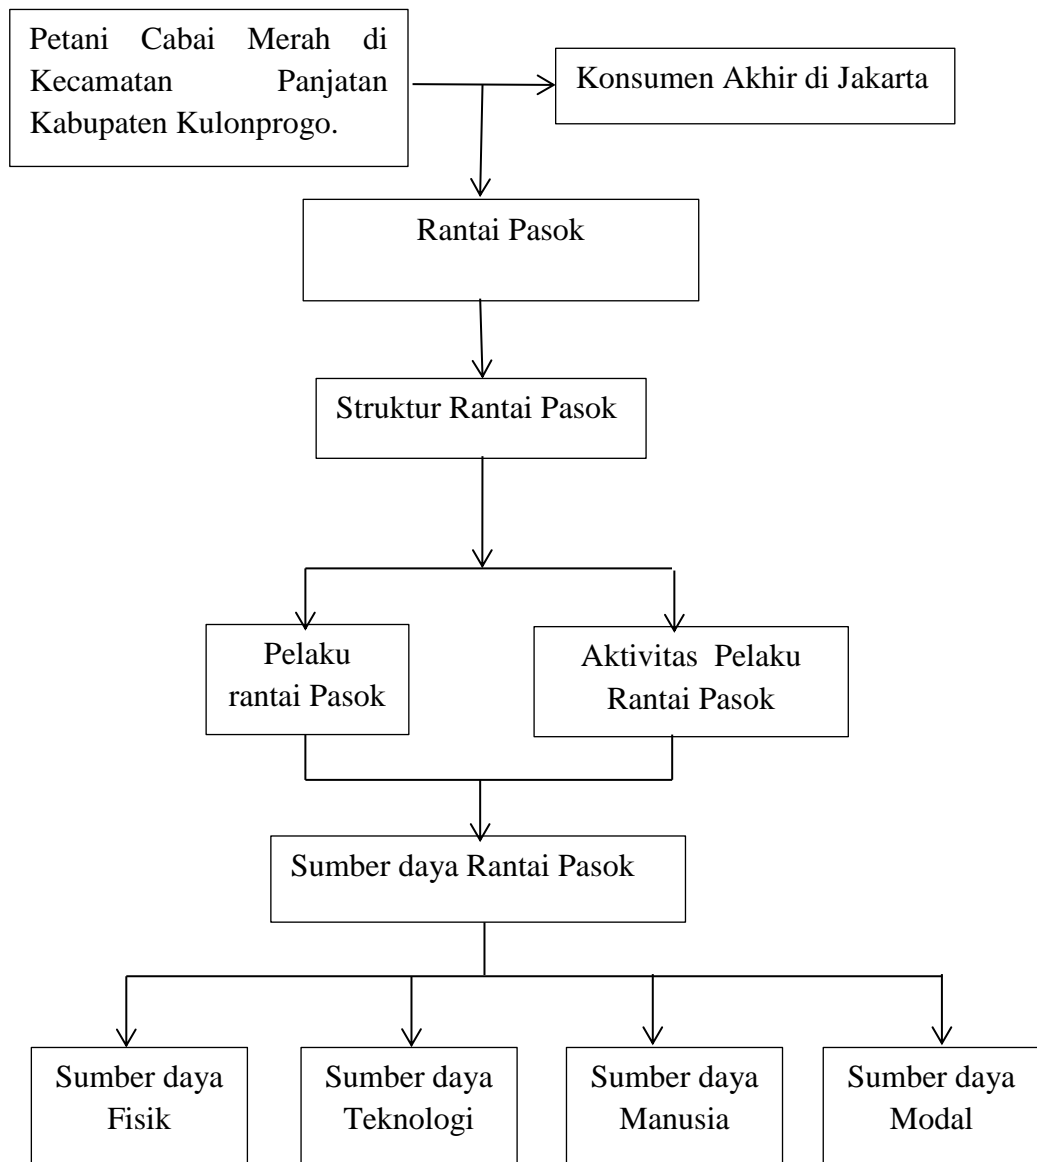 Petani Cabai Merah di
Kecamatan Panjatan
Kabupaten Kulonprogo.
Konsumen Akhir di Jakarta
Rantai Pasok
Struktur Rantai Pasok
Pelaku
rantai Pasok
Aktivitas Pelaku
Rantai Pasok
Sumber daya Rantai Pasok
Sumber daya
Fisik
Sumber daya
Teknologi
Sumber daya
Manusia
Sumber daya
Modal